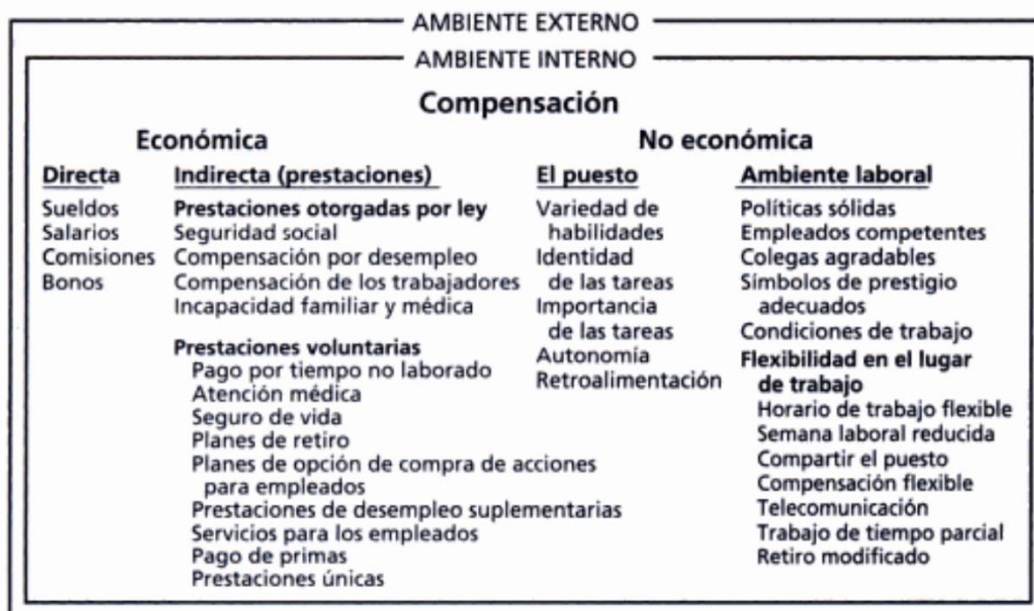 AMBIENTE EXTERNO
AMBIENTE INTERNO
Compensación
Económica
No económica
Directa
Sueldos
Salarios
Comisiones
Bonos
Indirecta (prestaciones)
Prestaciones otorgadas por ley
Seguridad social
Compensación por desempleo
Compensación de los trabajadores
Incapacidad familiar y médica
Prestaciones voluntarias
Pago por tiempo no laborado
Atención médica
Seguro de vida
Planes de retiro
Planes de opción de compra de acciones
para empleados
Prestaciones de desempleo suplementarias
Servicios para los empleados
Pago de primas
Prestaciones únicas
El puesto
Variedad de
habilidades
Identidad
de las tareas
Importancia
de las tareas
Autonomía
Retroalimentación
Ambiente laboral
Políticas sólidas
Empleados competentes
Colegas agradables
Símbolos de prestigio
adecuados
Condiciones de trabajo
Flexibilidad en el lugar
de trabajo
Horario de trabajo flexible
Semana laboral reducida
Compartir el puesto
Compensación flexible
Telecomunicación
Trabajo de tiempo parcial
Retiro modificado